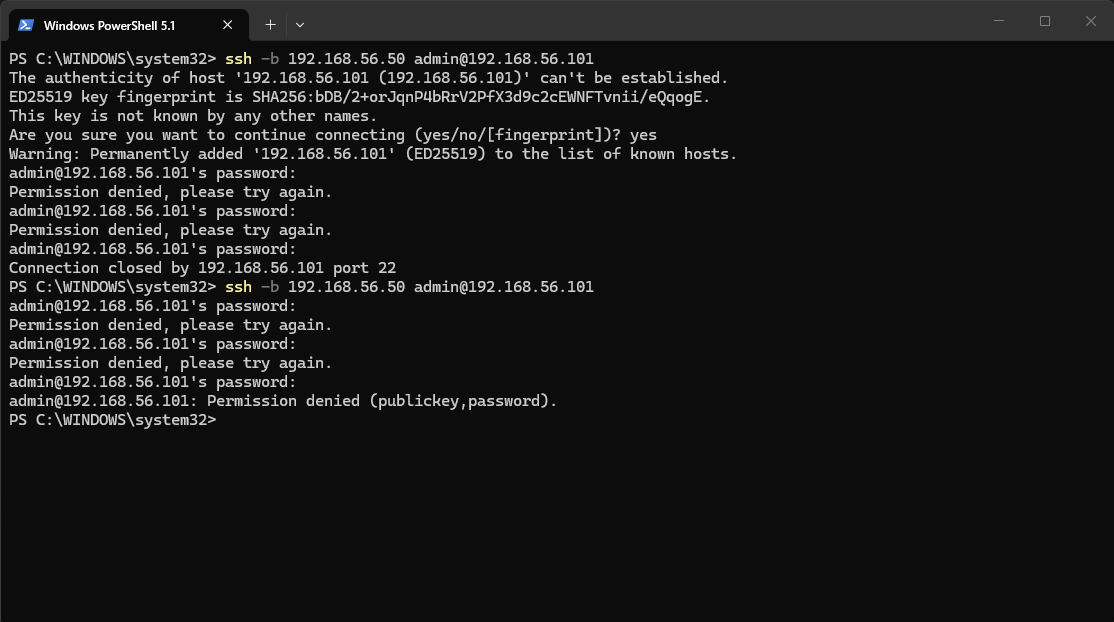 Windows PowerShell 5.1
PS C:\WINDOWS\system32> ssh -b 192.168.56.50 admin@192.168.56.101
The authenticity of host '192.168.56.101 (192.168.56.101)' can't be established.
ED25519 key fingerprint is SHA256:bDB/2+orJqnP4bRrV2PfX3d9c2cEWNFTvnii/eQqogE.
This key is not known by any other names.
Are you sure you want to continue connecting (yes/no/[fingerprint])? yes
Warning: Permanently added '192.168.56.101' (ED25519) to the list of known hosts.
admin@192.168.56.101's password:
Permission denied, please try again.
admin@192.168.56.101's password:
Permission denied, please try again.
admin@192.168.56.101's password:
Connection closed by 192.168.56.101 port 22
PS C:\WINDOWS\system32> ssh -b 192.168.56.50 admin@192.168.56.101
admin@192.168.56.101's password:
Permission denied, please try again.
admin@192.168.56.101's password:
Permission denied, please try again.
admin@192.168.56.101's password:
admin@192.168.56.101: Permission denied (publickey,password).
PS C:\WINDOWS\system32>